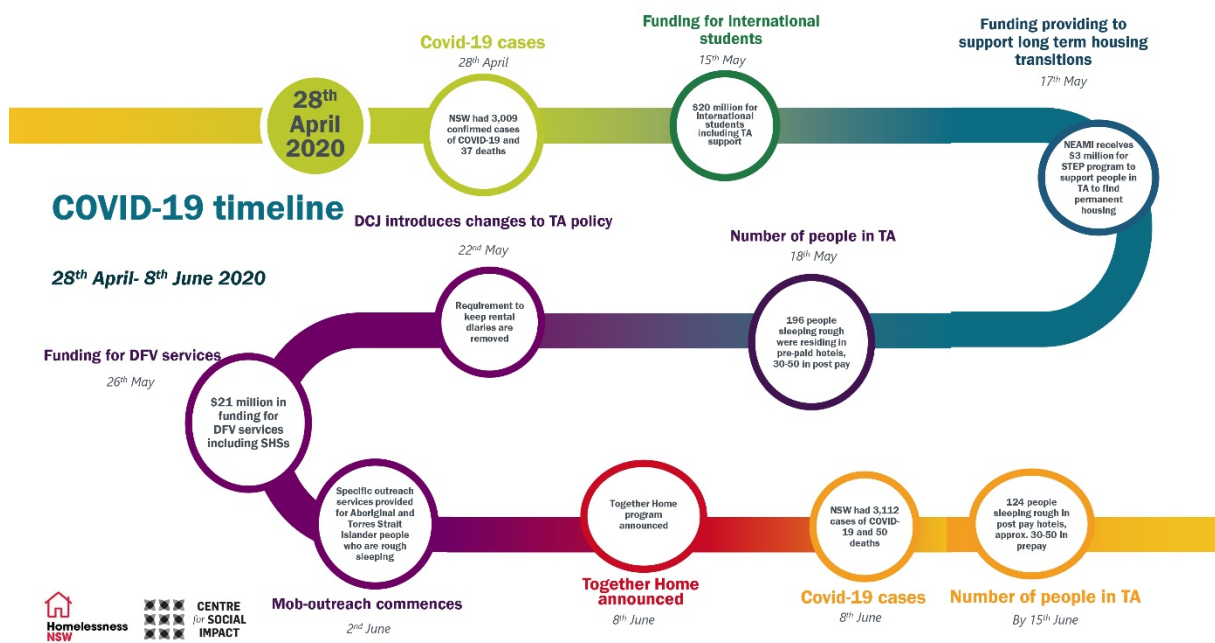 28th
April
2020
Covid-19 cases
28th April
NSW had 3,009
confirmed cases
of COVID-19 and
37 deaths
Funding for international
students
15th May
$20 million for
International
students
including TA
support
Funding providing to
support long term housing
transitions
17th May
NEAMI receives
$3 million for
STEP program to
support people in
TA to find
permanent
housing
COVID-19 timeline
28th April- 8th June 2020
Number of people in TA
18th May
196 people
sleeping rough
were residing in
pre-paid hotels,
30-50 in post pay
DCJ introduces changes to TA policy
22nd May
Requirement to
keep rental
diaries are
removed
Funding for DFV services
26th May
$21 million in
funding for
DFV services
including SHSs
Specific outreach
services provided
for Aboriginal and
Torres Strait
Islander people
who are rough
sleeping
Mob-outreach commences
2nd June
Together Home
program
announced
Together Home
announced
8th June
NSW had 3,112
cases of COVID-
19 and 50
deaths
Covid-19 cases
8th June
124 people
sleeping rough in
post pay hotels,
approx. 30-50 in
prepay
Number of people in TA
By 15th June
Homelessness
NSW
CENTRE
for SOCIAL
IMPACT